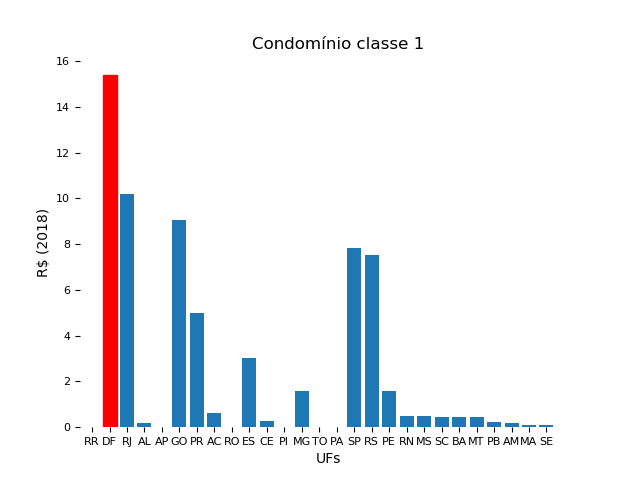 Condomínio classe 1
R$ (2018)
16
14
12
10
8
6
4
2
0
RR DF RJ AL AP GO PR AC RO ES CE PI MG TO PA SP RS PE RN MS SC BA MT PB AM MA SE
UFs